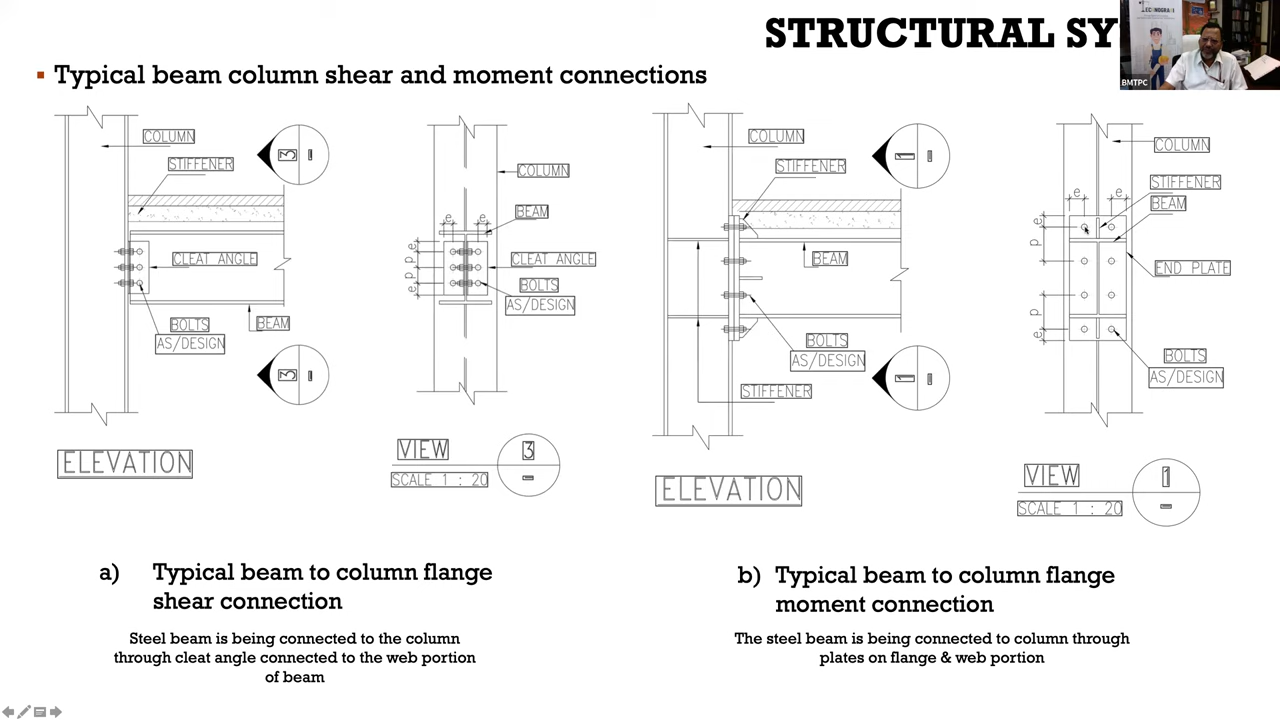 STRUCTURAL SY
BMTPC
▪ Typical beam column shear and moment connections
COLUMN
STIFFENER
3
-
CLEAT ANGLE
BOLTS
AS/DESIGN
BEAM
3
-
ELEVATION
COLUMN
BEAM
e
e
e
p
p
e
CLEAT ANGLE
BOLTS
AS/DESIGN
VIEW
3
SCALE 1 : 20
-
COLUMN
STIFFENER
1
-
BEAM
BOLTS
AS/DESIGN
STIFFENER
1
-
ELEVATION
COLUMN
STIFFENER
BEAM
e
e
e
p
p
e
END PLATE
BOLTS
AS/DESIGN
VIEW
1
SCALE 1 : 20
-
a) Typical beam to column flange
shear connection
Steel beam is being connected to the column
through cleat angle connected to the web portion
of beam
b) Typical beam to column flange
moment connection
The steel beam is being connected to column through
plates on flange & web portion